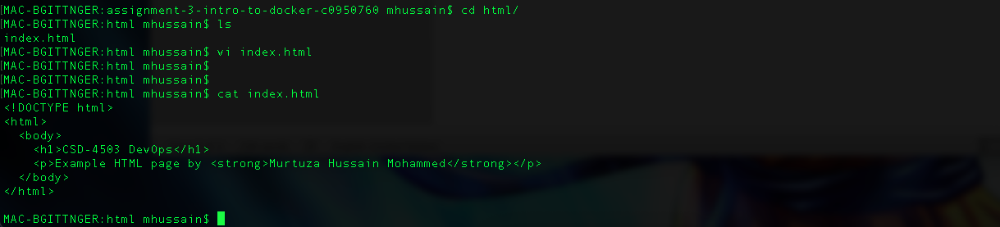 [MAC-BGITTNGER:assignment-3-intro-to-docker-c0950760 mhussain$ cd html/
[MAC-BGITTNGER:html mhussain$ ls
index.html
[MAC-BGITTNGER:html mhussain$ vi index.html
[MAC-BGITTNGER:html mhussain$
[MAC-BGITTNGER:html mhussain$
[MAC-BGITTNGER:html mhussain$ cat index.html
<!DOCTYPE html>
<html>
  <body>
    <h1>CSD-4503 DevOps</h1>
    <p>Example HTML page by <strong>Murtuza Hussain Mohammed</strong></p>
  </body>
</html>
MAC-BGITTNGER:html mhussain$